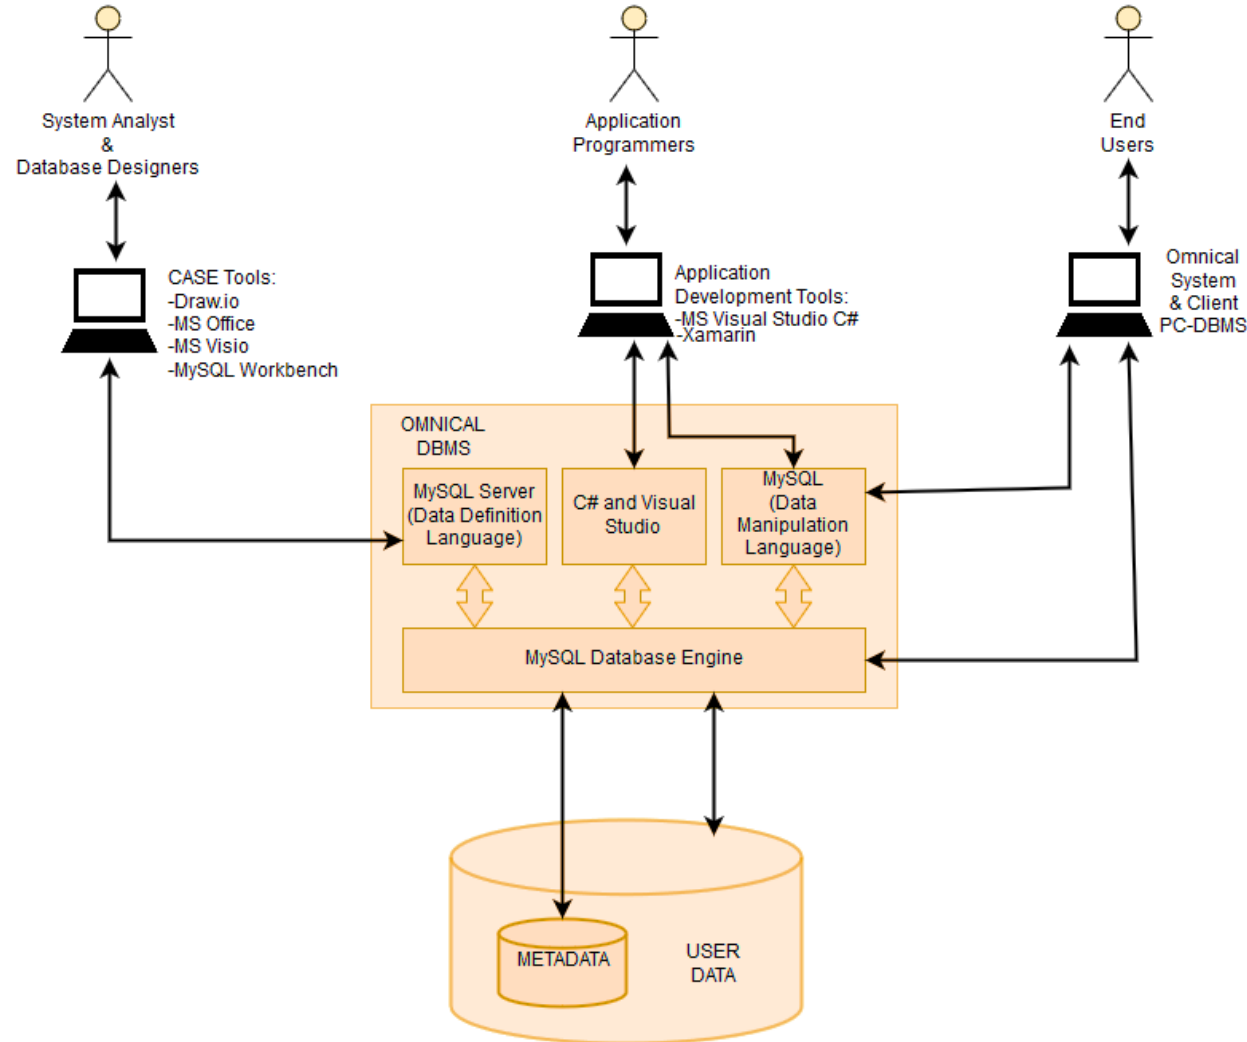 System Analyst
&
Database Designers
Application
Programmers
End
Users
CASE Tools:
-Draw.io
-MS Office
-MS Visio
-MySQL Workbench
Application
Development Tools:
-MS Visual Studio C#
-Xamarin
Omnical
System
& Client
PC-DBMS
OMNICAL
DBMS
MySQL Server
(Data Definition
Language)
C# and Visual
Studio
MySQL
(Data
Manipulation
Language)
MySQL Database Engine
METADATA
USER
DATA